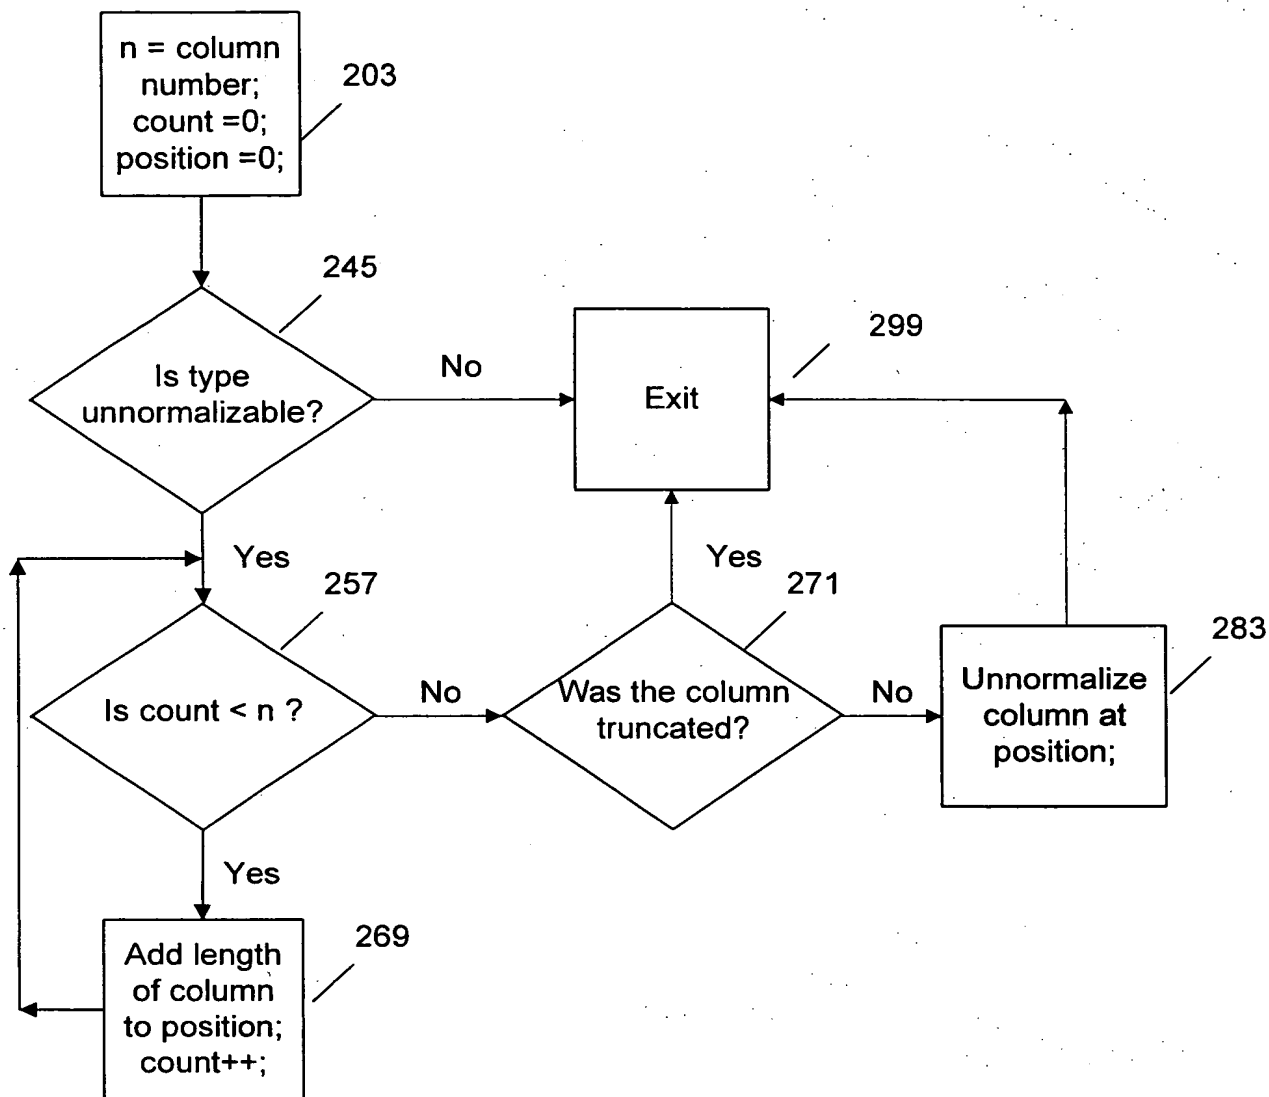 n = column
number;
count =0;
position =0;
203
245
Is type
unnormalizable?
No
Exit
299
Yes
257
Is count < n ?
No
Yes
271
Was the column
truncated?
No
Unnormalize
column at
position;
283
Yes
Add length
of column
to position;
count++;
269